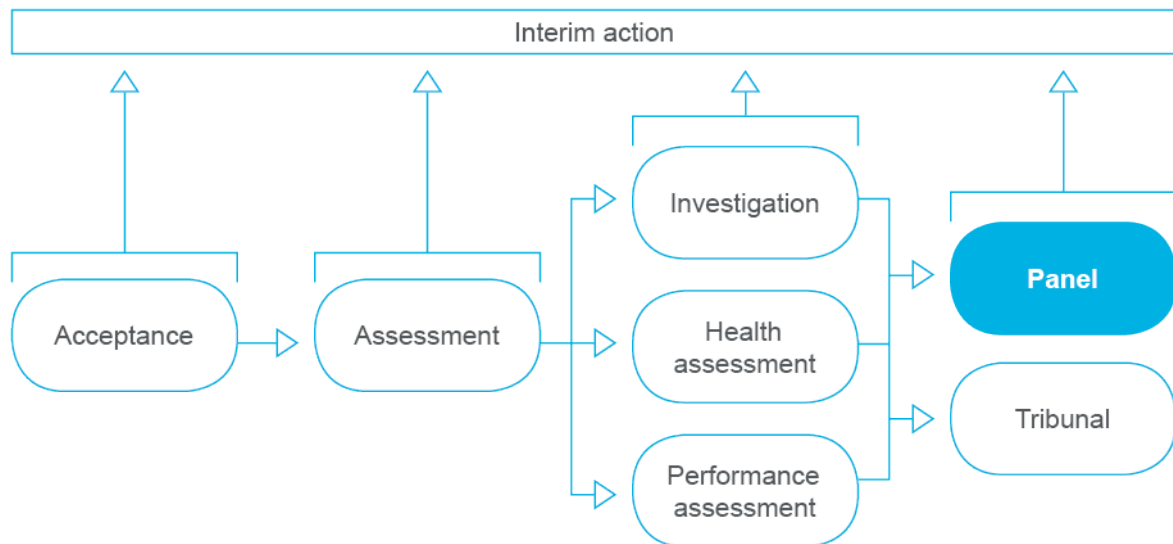 Interim action
Acceptance
Assessment
Investigation
Health
assessment
Performance
assessment
Panel
Tribunal